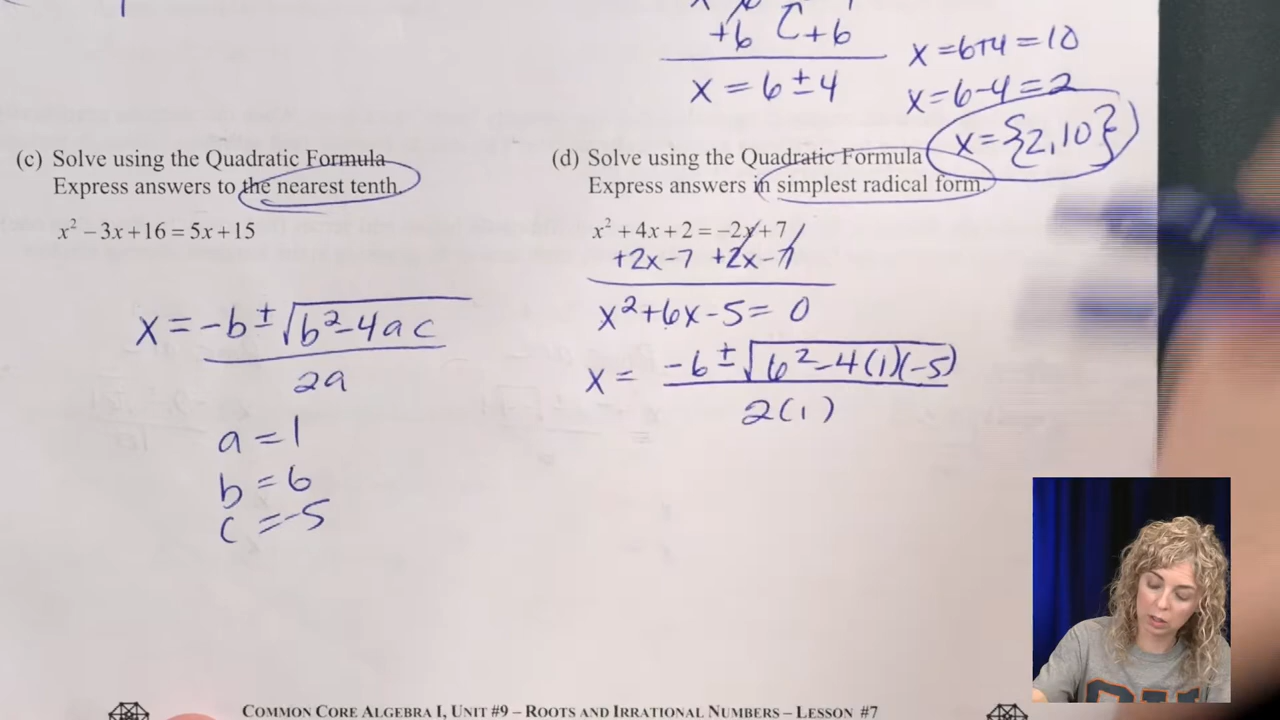 +6 +6
x = 6 ± 4
x = 6+4 = 10
x = 6-4 = 2
x = {2, 10}
(c) Solve using the Quadratic Formula
Express answers to the nearest tenth.
x² − 3x + 16 = 5x + 15
x = -b ± √b²-4ac
2a
a = 1
b = 6
c = -5
(d) Solve using the Quadratic Formula
Express answers in simplest radical form.
x² + 4x + 2 = −2x + 7
+2x-7 +2x-7
x²+6x-5 = 0
x = -6 ± √6²-4(1)(-5)
2(1)
COMMON CORE ALGEBRA I, UNIT #9 – ROOTS AND IRRATIONAL NUMBERS – LESSON #7